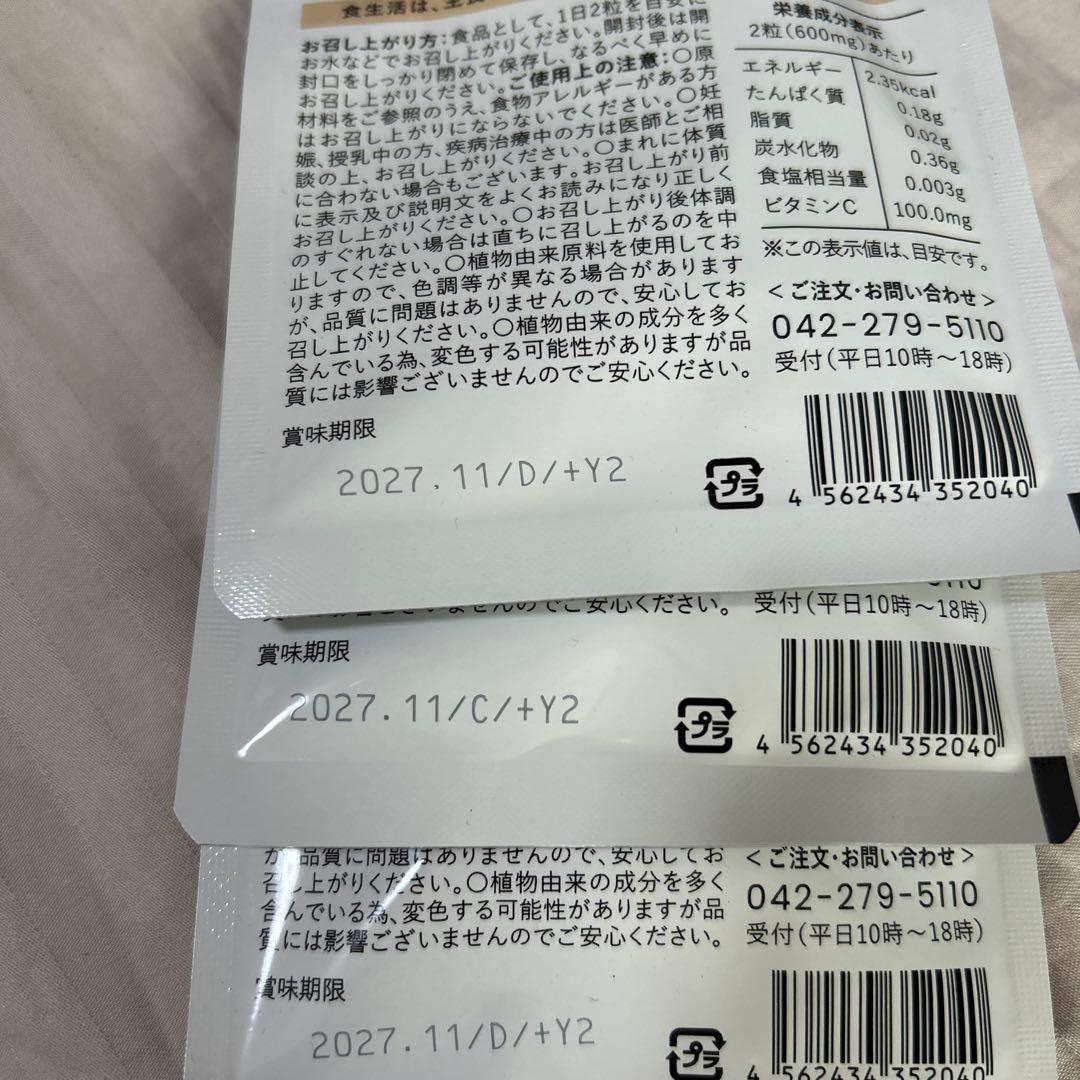 食生活は、主食
お召し上がり方:食品として、1日2粒を目安に
お水などでお召し上がりください。開封後は開
封口をしっかり閉めて保存し、なるべく早めに
お召し上がりください。ご使用上の注意:〇原
材料をご参照のうえ、食物アレルギーがある方
はお召し上がりにならないでください。〇妊
娠、授乳中の方、疾病治療中の方は医師とご相
談の上、お召し上がりください。〇まれに体質
に合わない場合もございます。お召し上がり前
に表示及び説明文をよくお読みになり正しく
お召し上がりください。〇お召し上がり後体調
のすぐれない場合は直ちに召し上がるのを中
止してください。〇植物由来原料を使用してお
りますので、色調等が異なる場合があります
が、品質に問題はありませんので、安心してお
召し上がりください。〇植物由来の成分を多く
含んでいる為、変色する可能性がありますが品
質には影響ございませんのでご安心ください。
栄養成分表示
2粒(600mg)あたり
エネルギー 2.35kcal
たんぱく質 0.18g
脂質 0.02g
炭水化物 0.36g
食塩相当量 0.003g
ビタミンC 100.0mg
※この表示値は、目安です。
<ご注文・お問い合わせ>
042-279-5110
受付(平日10時~18時)
賞味期限
2027.11/D/+Y2
プラ
4 562434 352040
5110
質には影響ございませんのでご安心ください。
受付(平日10時~18時)
賞味期限
2027.11/C/+Y2
プラ
4 562434 352040
が、品質に問題はありませんので、安心してお
召し上がりください。〇植物由来の成分を多く
含んでいる為、変色する可能性がありますが品
質には影響ございませんのでご安心ください。
<ご注文・お問い合わせ>
042-279-5110
受付(平日10時~18時)
賞味期限
2027.11/D/+Y2
プラ
4 562434 352040